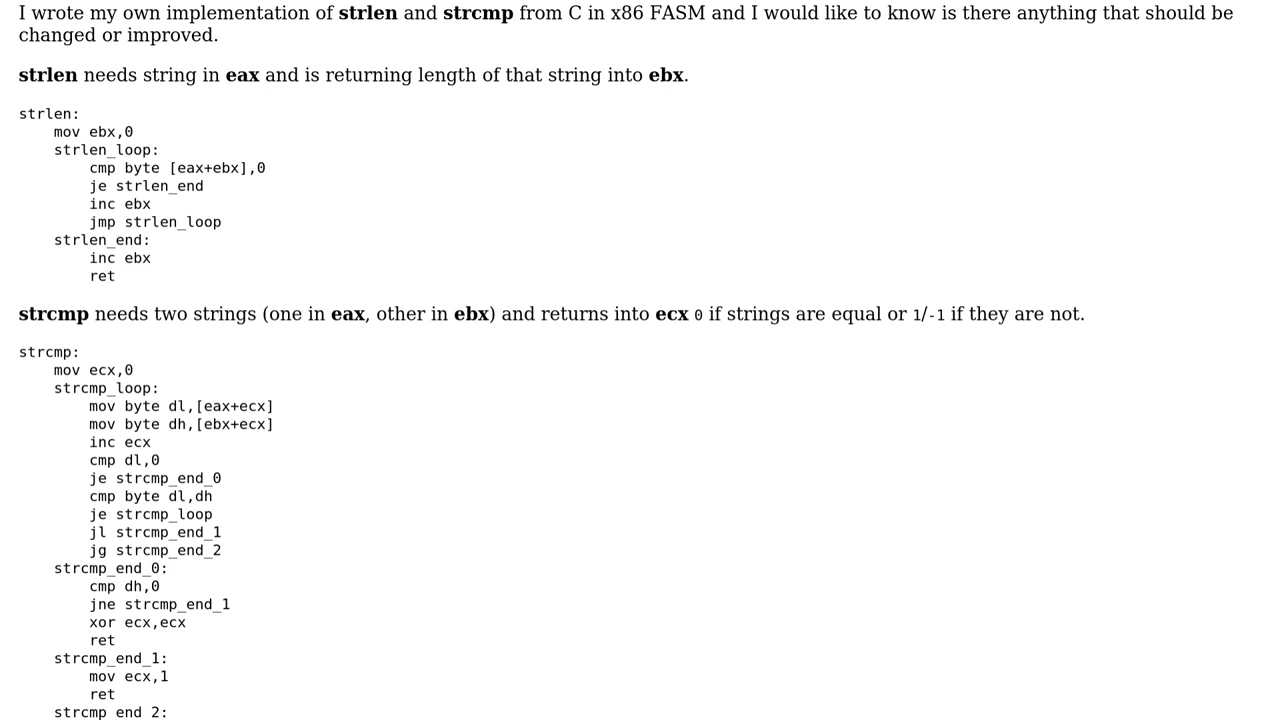 I wrote my own implementation of strlen and strcmp from C in x86 FASM and I would like to know is there anything that should be
changed or improved.
strlen needs string in eax and is returning length of that string into ebx.
strlen:
    mov ebx,0
    strlen_loop:
        cmp byte [eax+ebx],0
        je strlen_end
        inc ebx
        jmp strlen_loop
    strlen_end:
        inc ebx
        ret
strcmp needs two strings (one in eax, other in ebx) and returns into ecx 0 if strings are equal or 1/-1 if they are not.
strcmp:
    mov ecx,0
    strcmp_loop:
        mov byte dl,[eax+ecx]
        mov byte dh,[ebx+ecx]
        inc ecx
        cmp dl,0
        je strcmp_end_0
        cmp byte dl,dh
        je strcmp_loop
        jl strcmp_end_1
        jg strcmp_end_2
    strcmp_end_0:
        cmp dh,0
        jne strcmp_end_1
        xor ecx,ecx
        ret
    strcmp_end_1:
        mov ecx,1
        ret
    strcmp_end_2: